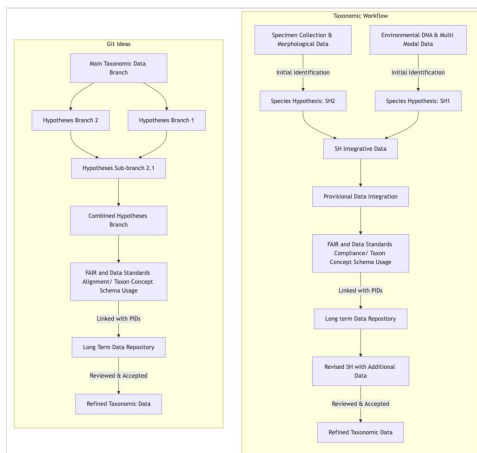 Git Ideas
Main Taxonomic Data
Branch
Hypotheses Branch 2
Hypotheses Branch 1
Hypotheses Sub-branch 2.1
Combined Hypotheses
Branch
FAIR and Data Standards
Alignment/ Taxon Concept
Schema Usage
Linked with PIDs
Long Term Data Repository
Reviewed & Accepted
Refined Taxonomic Data
Taxonomic Workflow
Specimen Collection &
Morphological Data
Environmental DNA & Multi
Modal Data
Initial Identification
Initial Identification
Species Hypothesis: SH2
Species Hypothesis: SH1
SH Integrative Data
Provisional Data Integration
FAIR and Data Standards
Compliance/ Taxon
Concept Schema Usage
Linked with PIDs
Long term Data Repository
Revised SH with Additional
Data
Reviewed & Accepted
Refined Taxonomic Data